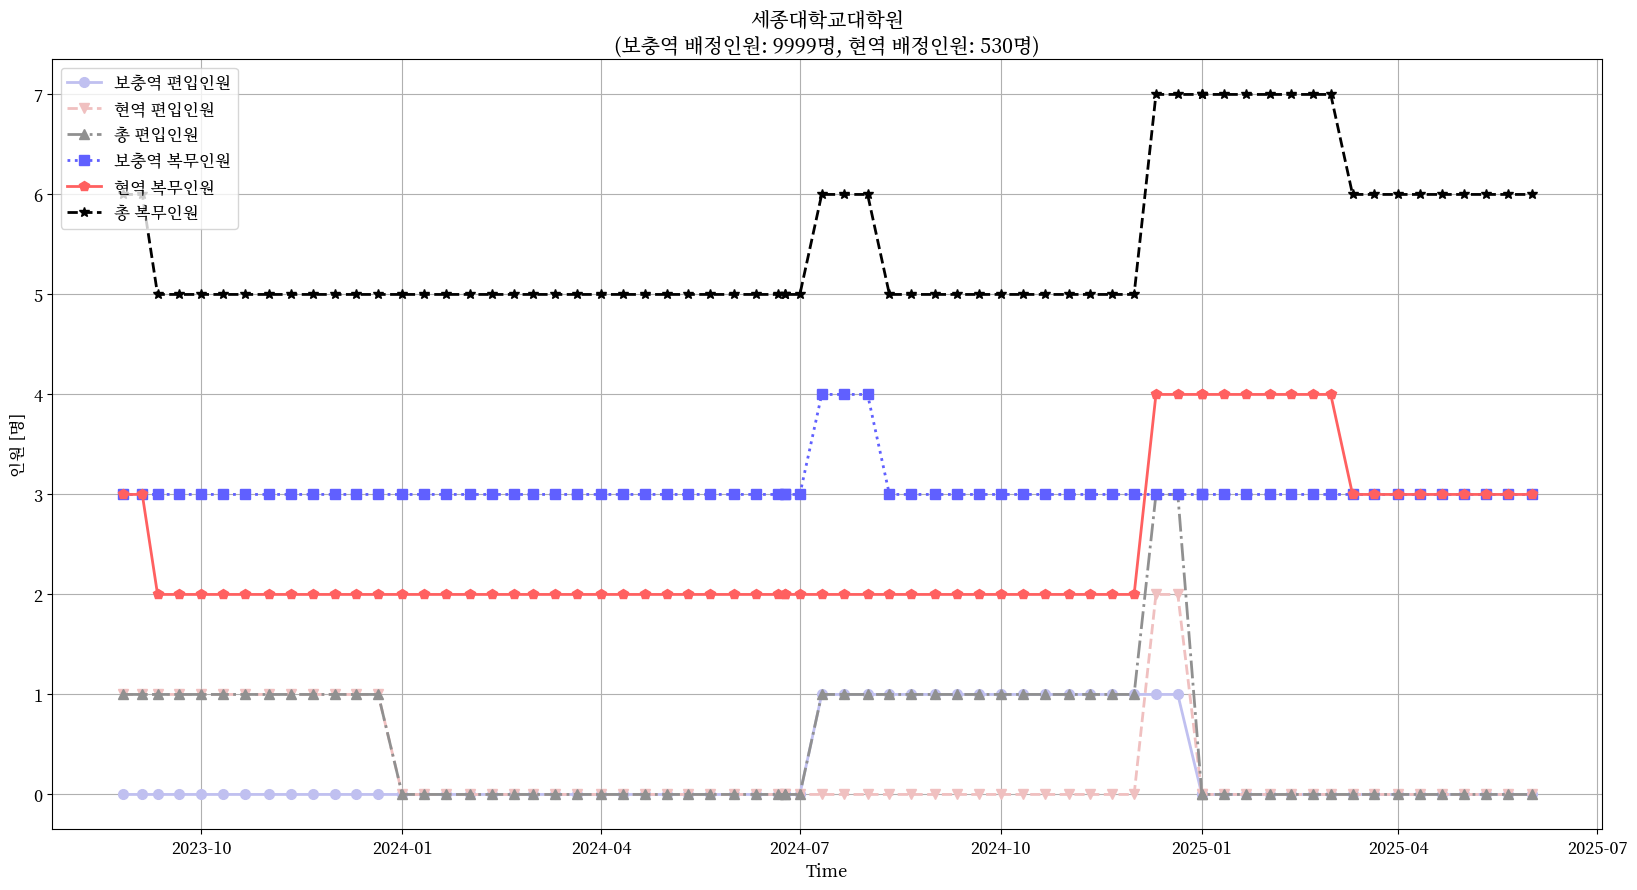 세종대학교대학원
(보충역 배정인원: 9999명, 현역 배정인원: 530명)
보충역 편입인원
현역 편입인원
총 편입인원
보충역 복무인원
현역 복무인원
총 복무인원
인원 [명]
7
6
5
4
3
2
1
0
2023-10
2024-01
2024-04
2024-07
2024-10
2025-01
2025-04
2025-07
Time